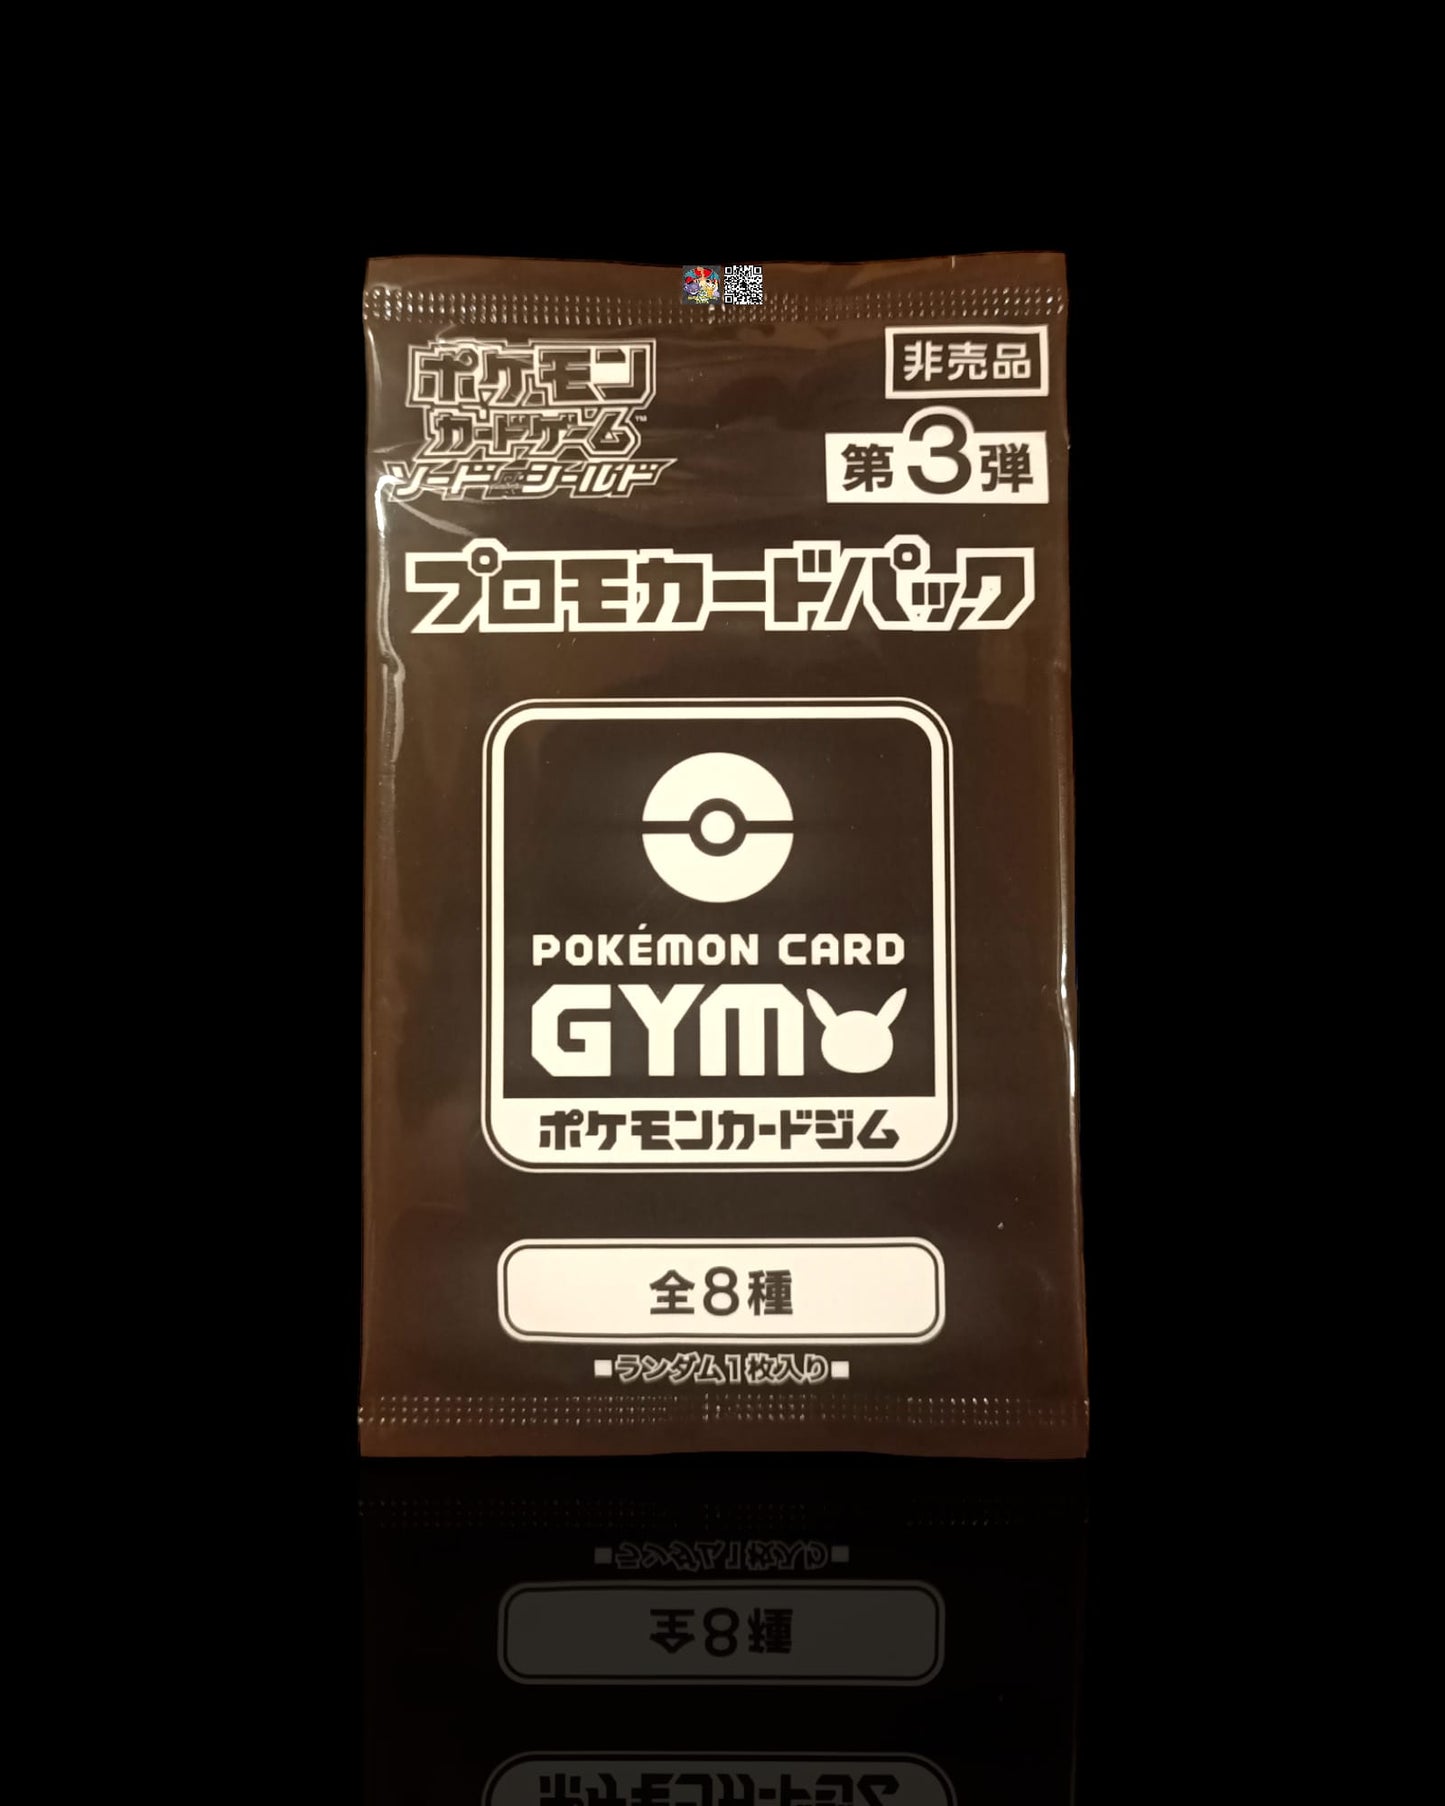 ポケモン
カードゲーム™
ソード&シールド
非売品
第3弾
プロモカードパック
POKÉMON CARD
GYM
ポケモンカードジム
全8種
■ランダム1枚入り■